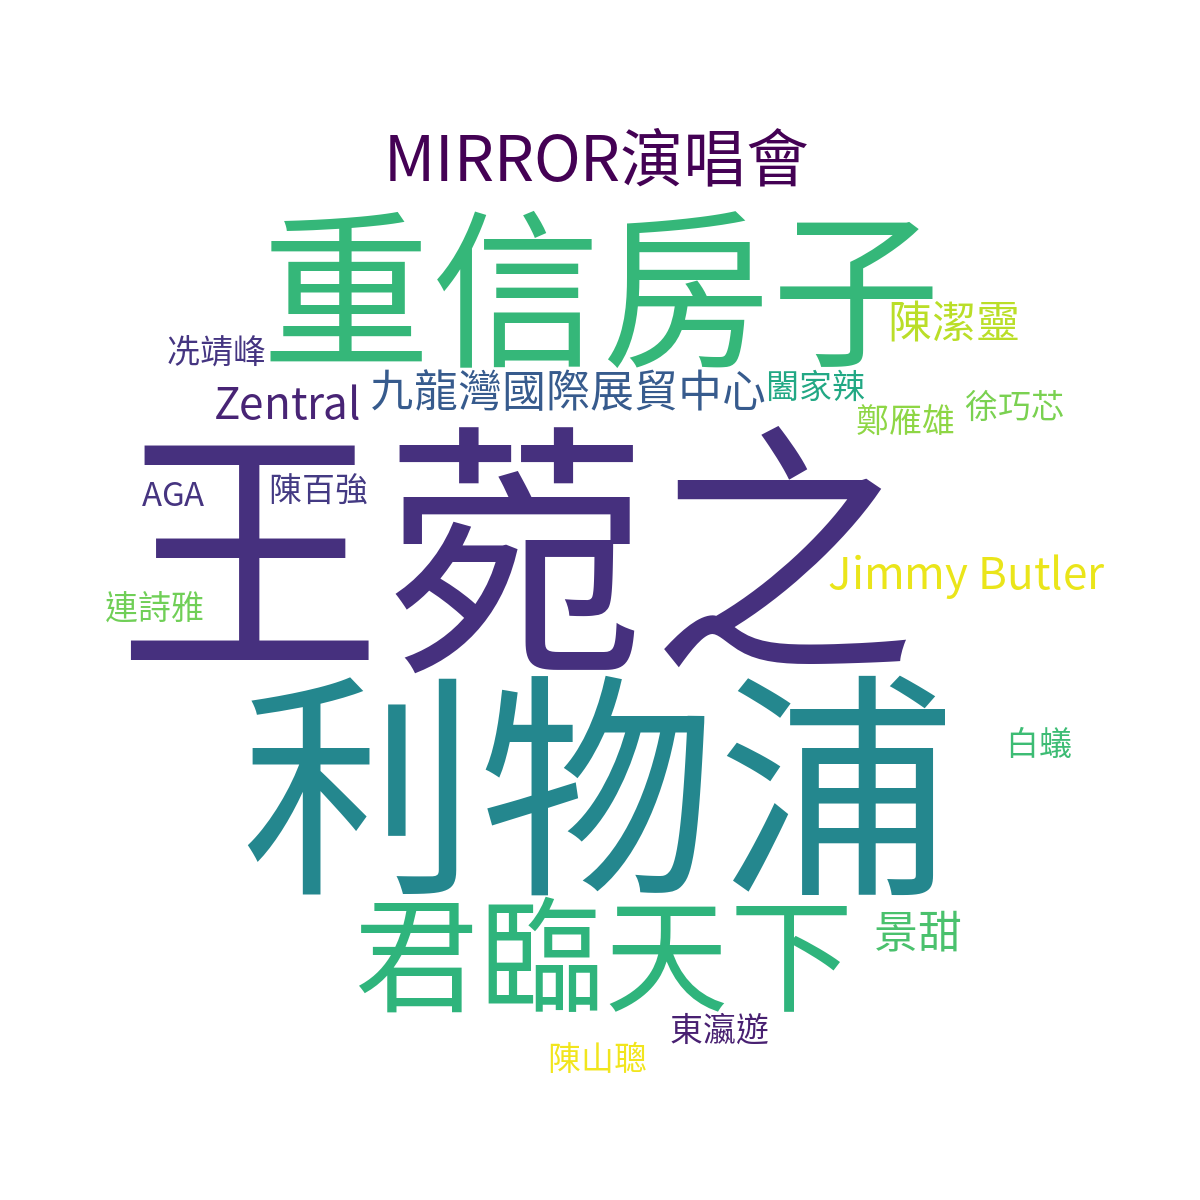 MIRROR演唱會
重信房子
陳潔靈
冼靖峰
Zentral
九龍灣國際展貿中心
闔家辣
鄭雁雄
徐巧芯
王菀之
AGA
陳百強
Jimmy Butler
連詩雅
利物浦
白蟻
君臨天下
景甜
東瀛遊
陳山聰